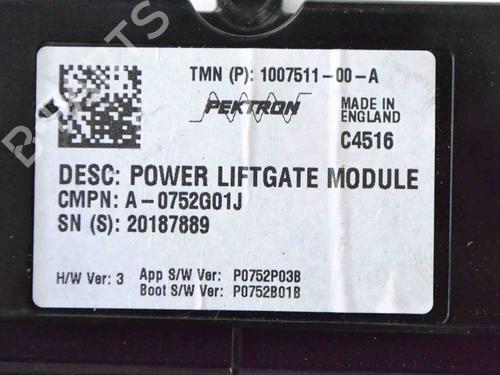 TMN (P): 1007511-00-A
PEKTRON
MADE IN
ENGLAND
C4516
DESC: POWER LIFTGATE MODULE
CMPN: A-0752G01J
SN (S): 20187889
H/W Ver: 3
App S/W Ver: P0752P03B
Boot S/W Ver: P0752B01B